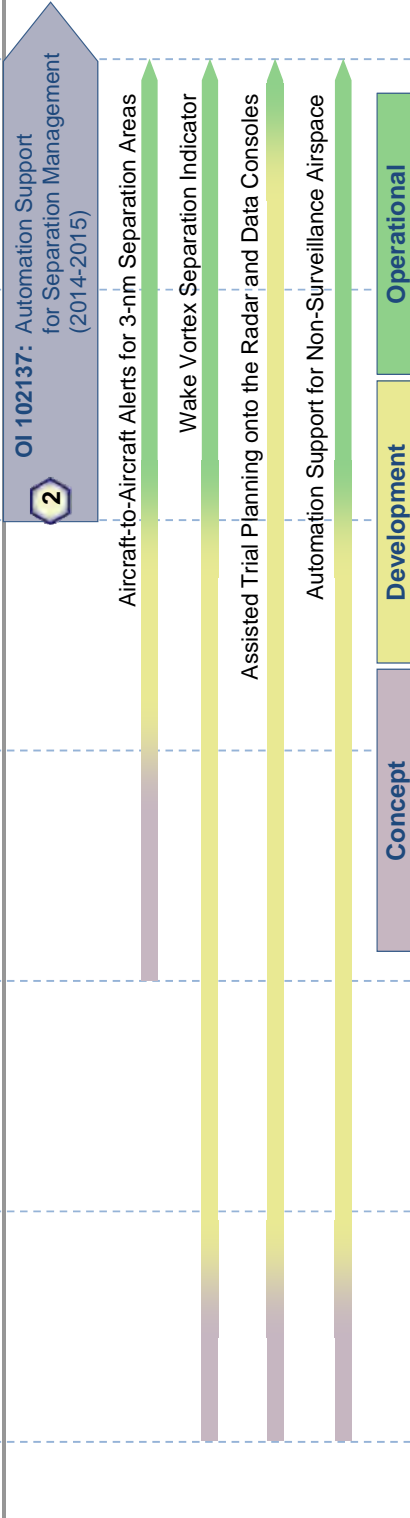 OI 102137: Automation Support
for Separation Management
(2014-2015)
2
Aircraft-to-Aircraft Alerts for 3-nm Separation Areas
Wake Vortex Separation Indicator
Assisted Trial Planning onto the Radar and Data Consoles
Automation Support for Non-Surveillance Airspace
Concept
Development
Operational